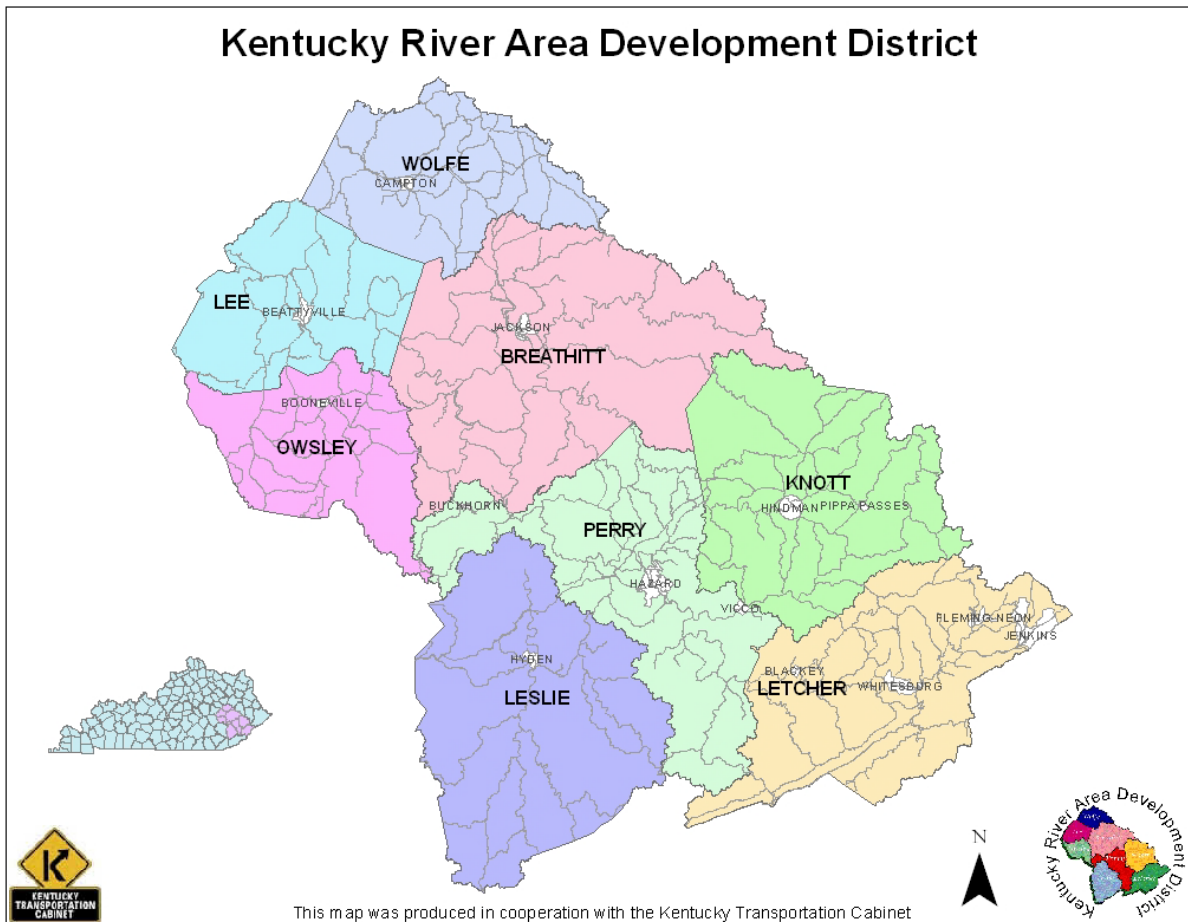 Kentucky River Area Development District
WOLFE
CAMPTON
LEE
BEATTYVILLE
JACKSON
BREATHITT
BOONEVILLE
OWSLEY
KNOTT
HINDMAN
PIPPA PASSES
BUCKHORN
PERRY
HAZARD
VICCO
FLEMING-NEON
JENKINS
HYDEN
BLACKEY
LETCHER
WHITESBURG
LESLIE
N
Kentucky River Area Development District
KENTUCKY
TRANSPORTATION
CABINET
This map was produced in cooperation with the Kentucky Transportation Cabinet